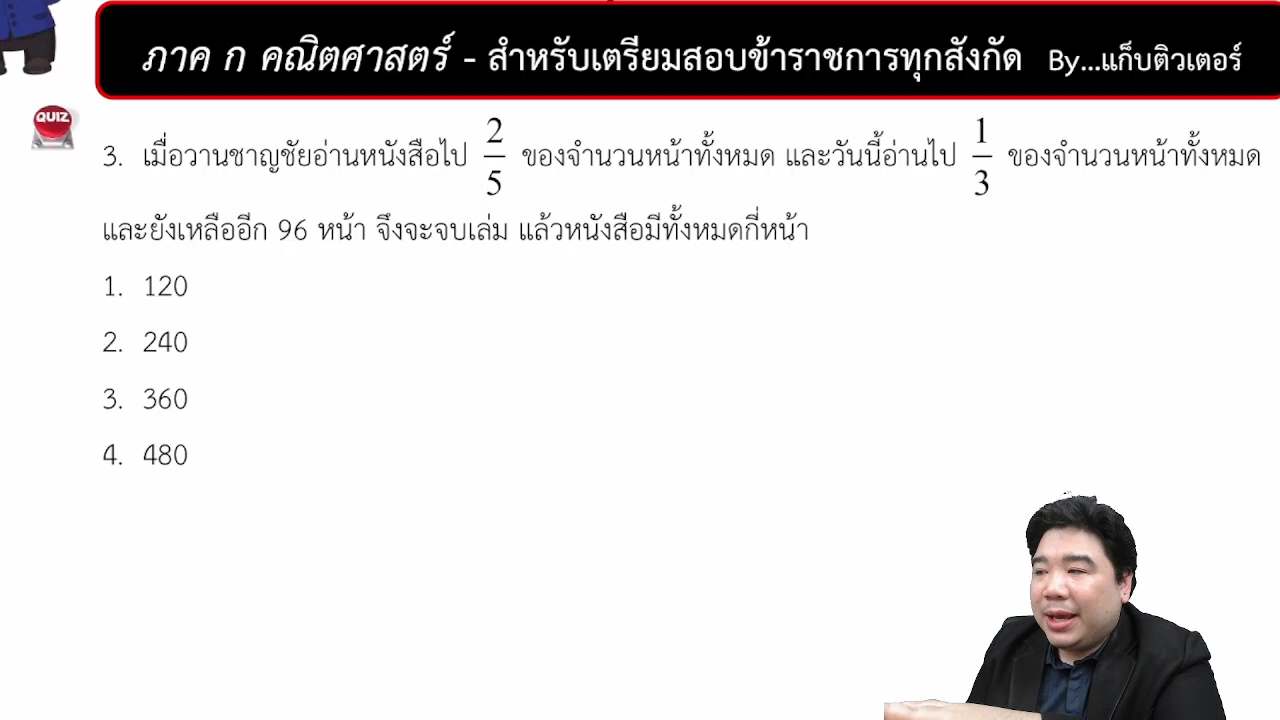 ภาค ก คณิตศาสตร์ - สำหรับเตรียมสอบข้าราชการทุกสังกัด By...แก็บติวเตอร์
QUIZ
3. เมื่อวานชาญชัยอ่านหนังสือไป 2/5 ของจำนวนหน้าทั้งหมด และวันนี้อ่านไป 1/3 ของจำนวนหน้าทั้งหมด
และยังเหลืออีก 96 หน้า จึงจะจบเล่ม แล้วหนังสือมีทั้งหมดกี่หน้า
1. 120
2. 240
3. 360
4. 480